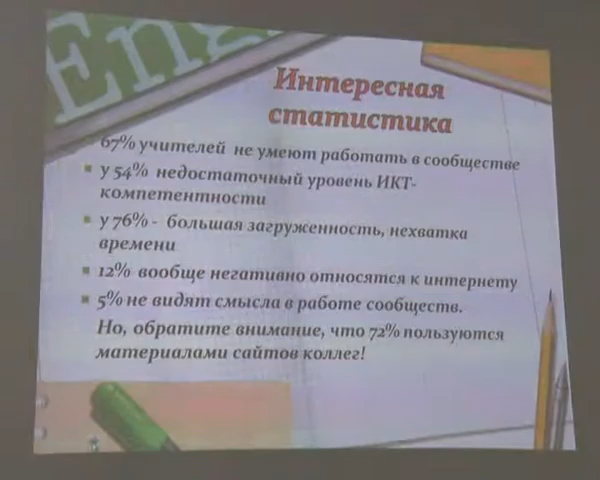 Eng
Интересная
статистика
67% учителей не умеют работать в сообществе
у 54% недостаточный уровень ИКТ-
компетентности
у 76% - большая загруженность, нехватка
времени
12% вообще негативно относятся к интернету
5% не видят смысла в работе сообществ.
Но, обратите внимание, что 72% пользуются
материалами сайтов коллег!